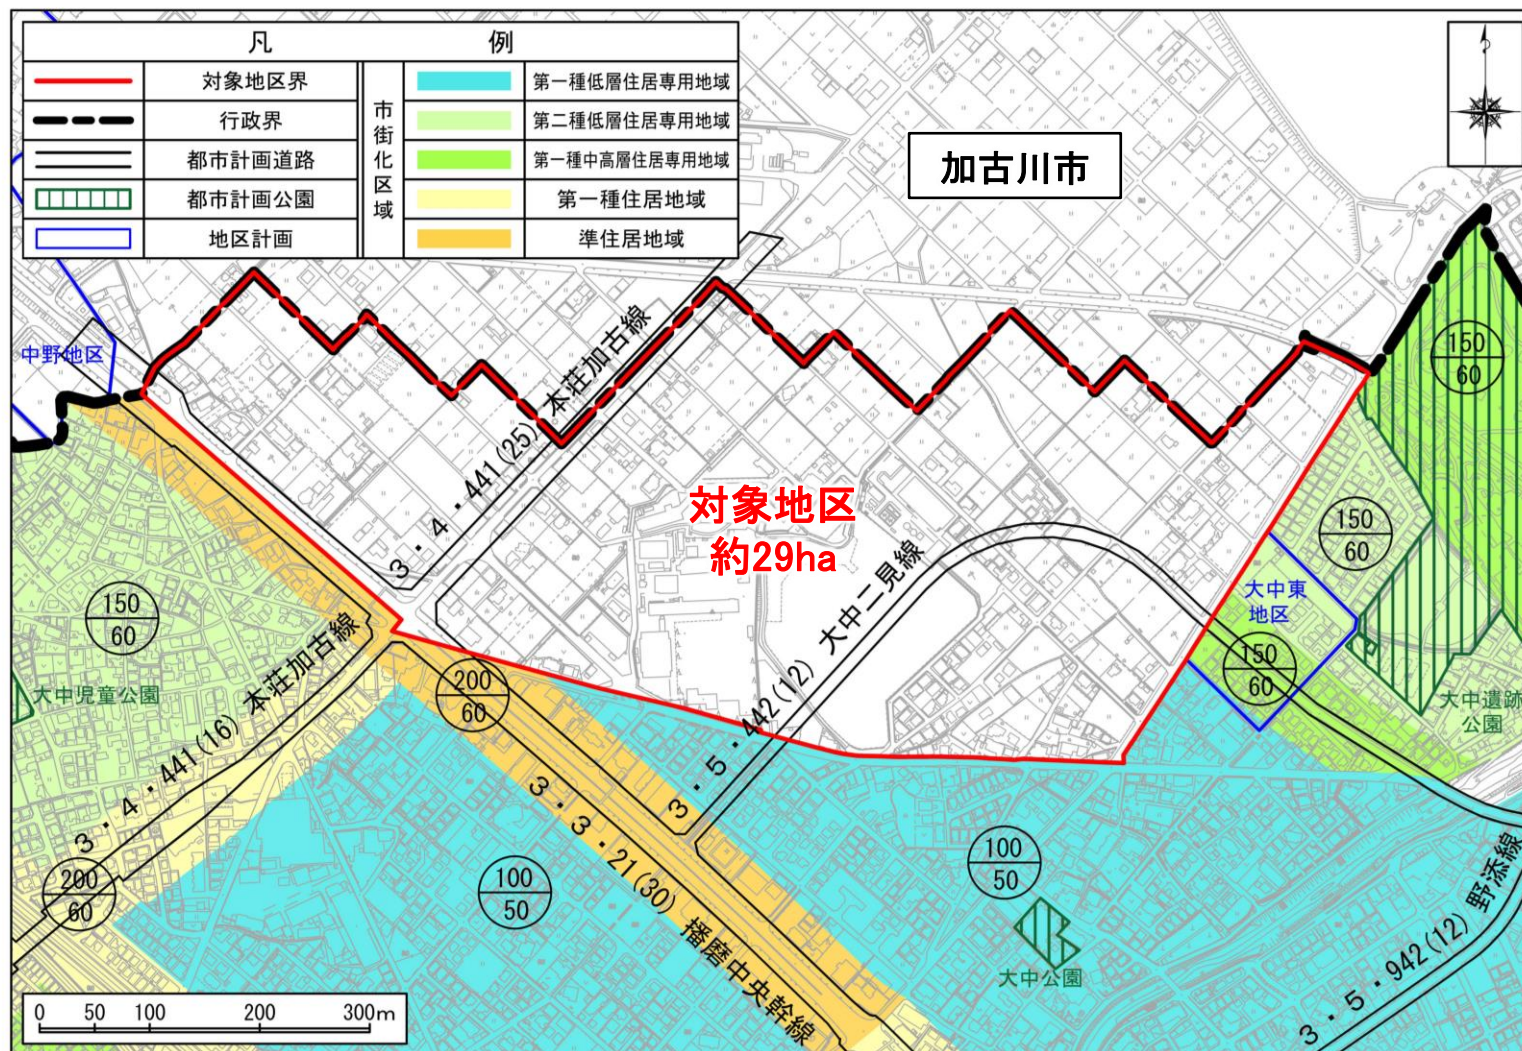 凡 例
対象地区界
行政界
都市計画道路
都市計画公園
地区計画
市街化区域
第一種低層住居専用地域
第二種低層住居専用地域
第一種中高層住居専用地域
第一種住居地域
準住居地域
加古川市
中野地区
3・4・441(25) 本荘加古線
対象地区
約29ha
150
60
150
60
大中東
地区
150
60
大中遺跡
公園
150
60
大中児童公園
3・4・441(16) 本荘加古線
200
60
200
60
3・5・442(12) 大中二見線
3・3・21(30) 播磨中央幹線
100
50
100
50
大中公園
3・5・942(12) 野添線
0 50 100 200 300m